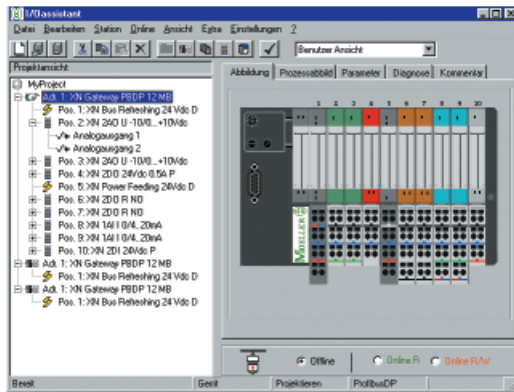 I/Oassistant
Datei Bearbeiten Station Online Ansicht Extra Einstellungen ?
Benutzer Ansicht
Projektansicht
MyProject
Adr. 1: XN Gateway PBDP 12 MB
Pos. 1: XN Bus Refreshing 24 Vdc D
Pos. 2: XN 2AO U -10/0...+10Vdc
Analogausgang 1
Analogausgang 2
Pos. 3: XN 2AO U -10/0...+10Vdc
Pos. 4: XN 2DO 24Vdc 0.5A P
Pos. 5: XN Power Feeding 24Vdc D
Pos. 6: XN 2DO R NO
Pos. 7: XN 2DO R NO
Pos. 8: XN 1AI I 0/4...20mA
Pos. 9: XN 1AI I 0/4...20mA
Pos. 10: XN 2DI 24Vdc P
Adr. 1: XN Gateway PBDP 12 MB
Pos. 1: XN Bus Refreshing 24 Vdc D
Adr. 1: XN Gateway PBDP 12 MB
Pos. 1: XN Bus Refreshing 24 Vdc D
Abbildung Prozessabbild Parameter Diagnose Kommentar
1 2 3 4 5 6 7 8 9 10
MOELLER
Offline Online R Online R/W
Bereit Gerät Projektieren ProfibusDP